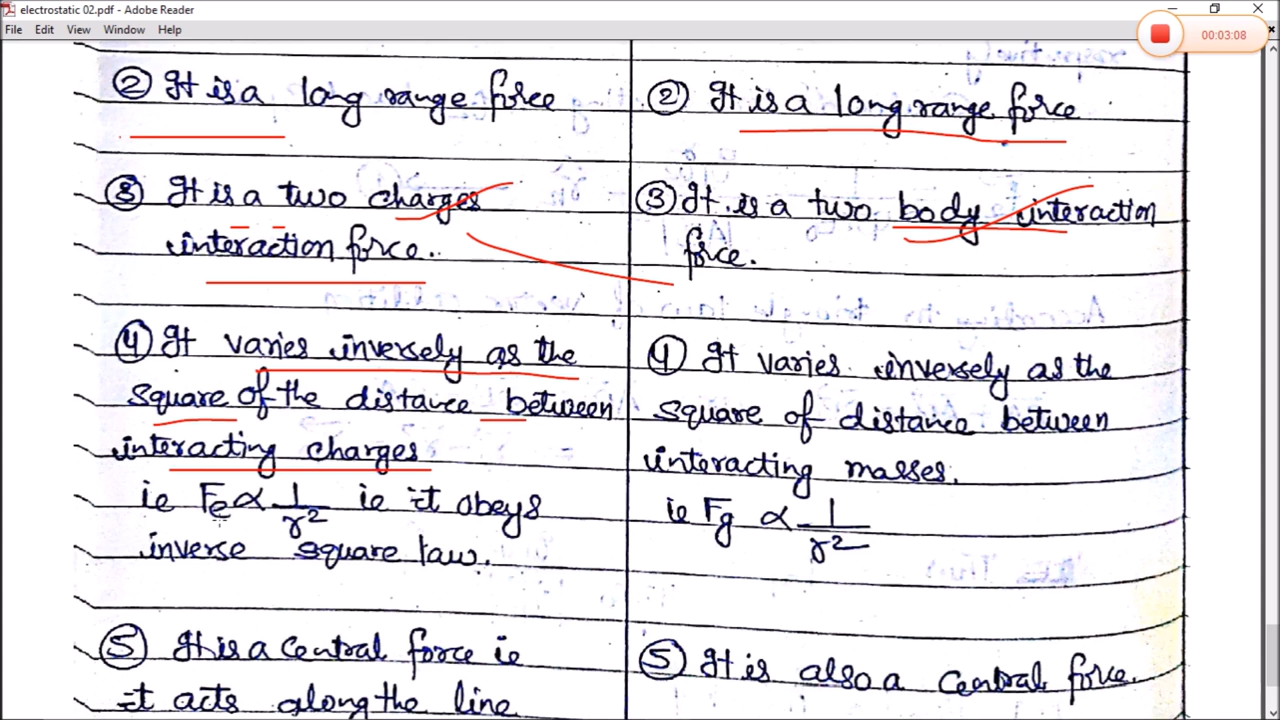 electrostatic 02.pdf - Adobe Reader
File Edit View Window Help
00:03:08
② It is a long range force
③ It is a two charges
interaction force.
④ It varies inversely as the
square of the distance between
interacting charges
ie Fe ∝ 1/r² ie it obeys
inverse square law.
⑤ It is a Central force ie
it acts along the line
② It is a long range force
③ It is a two body interaction
force.
④ It varies inversely as the
square of distance between
interacting masses.
ie Fg ∝ 1/r²
⑤ It is also a Central force.